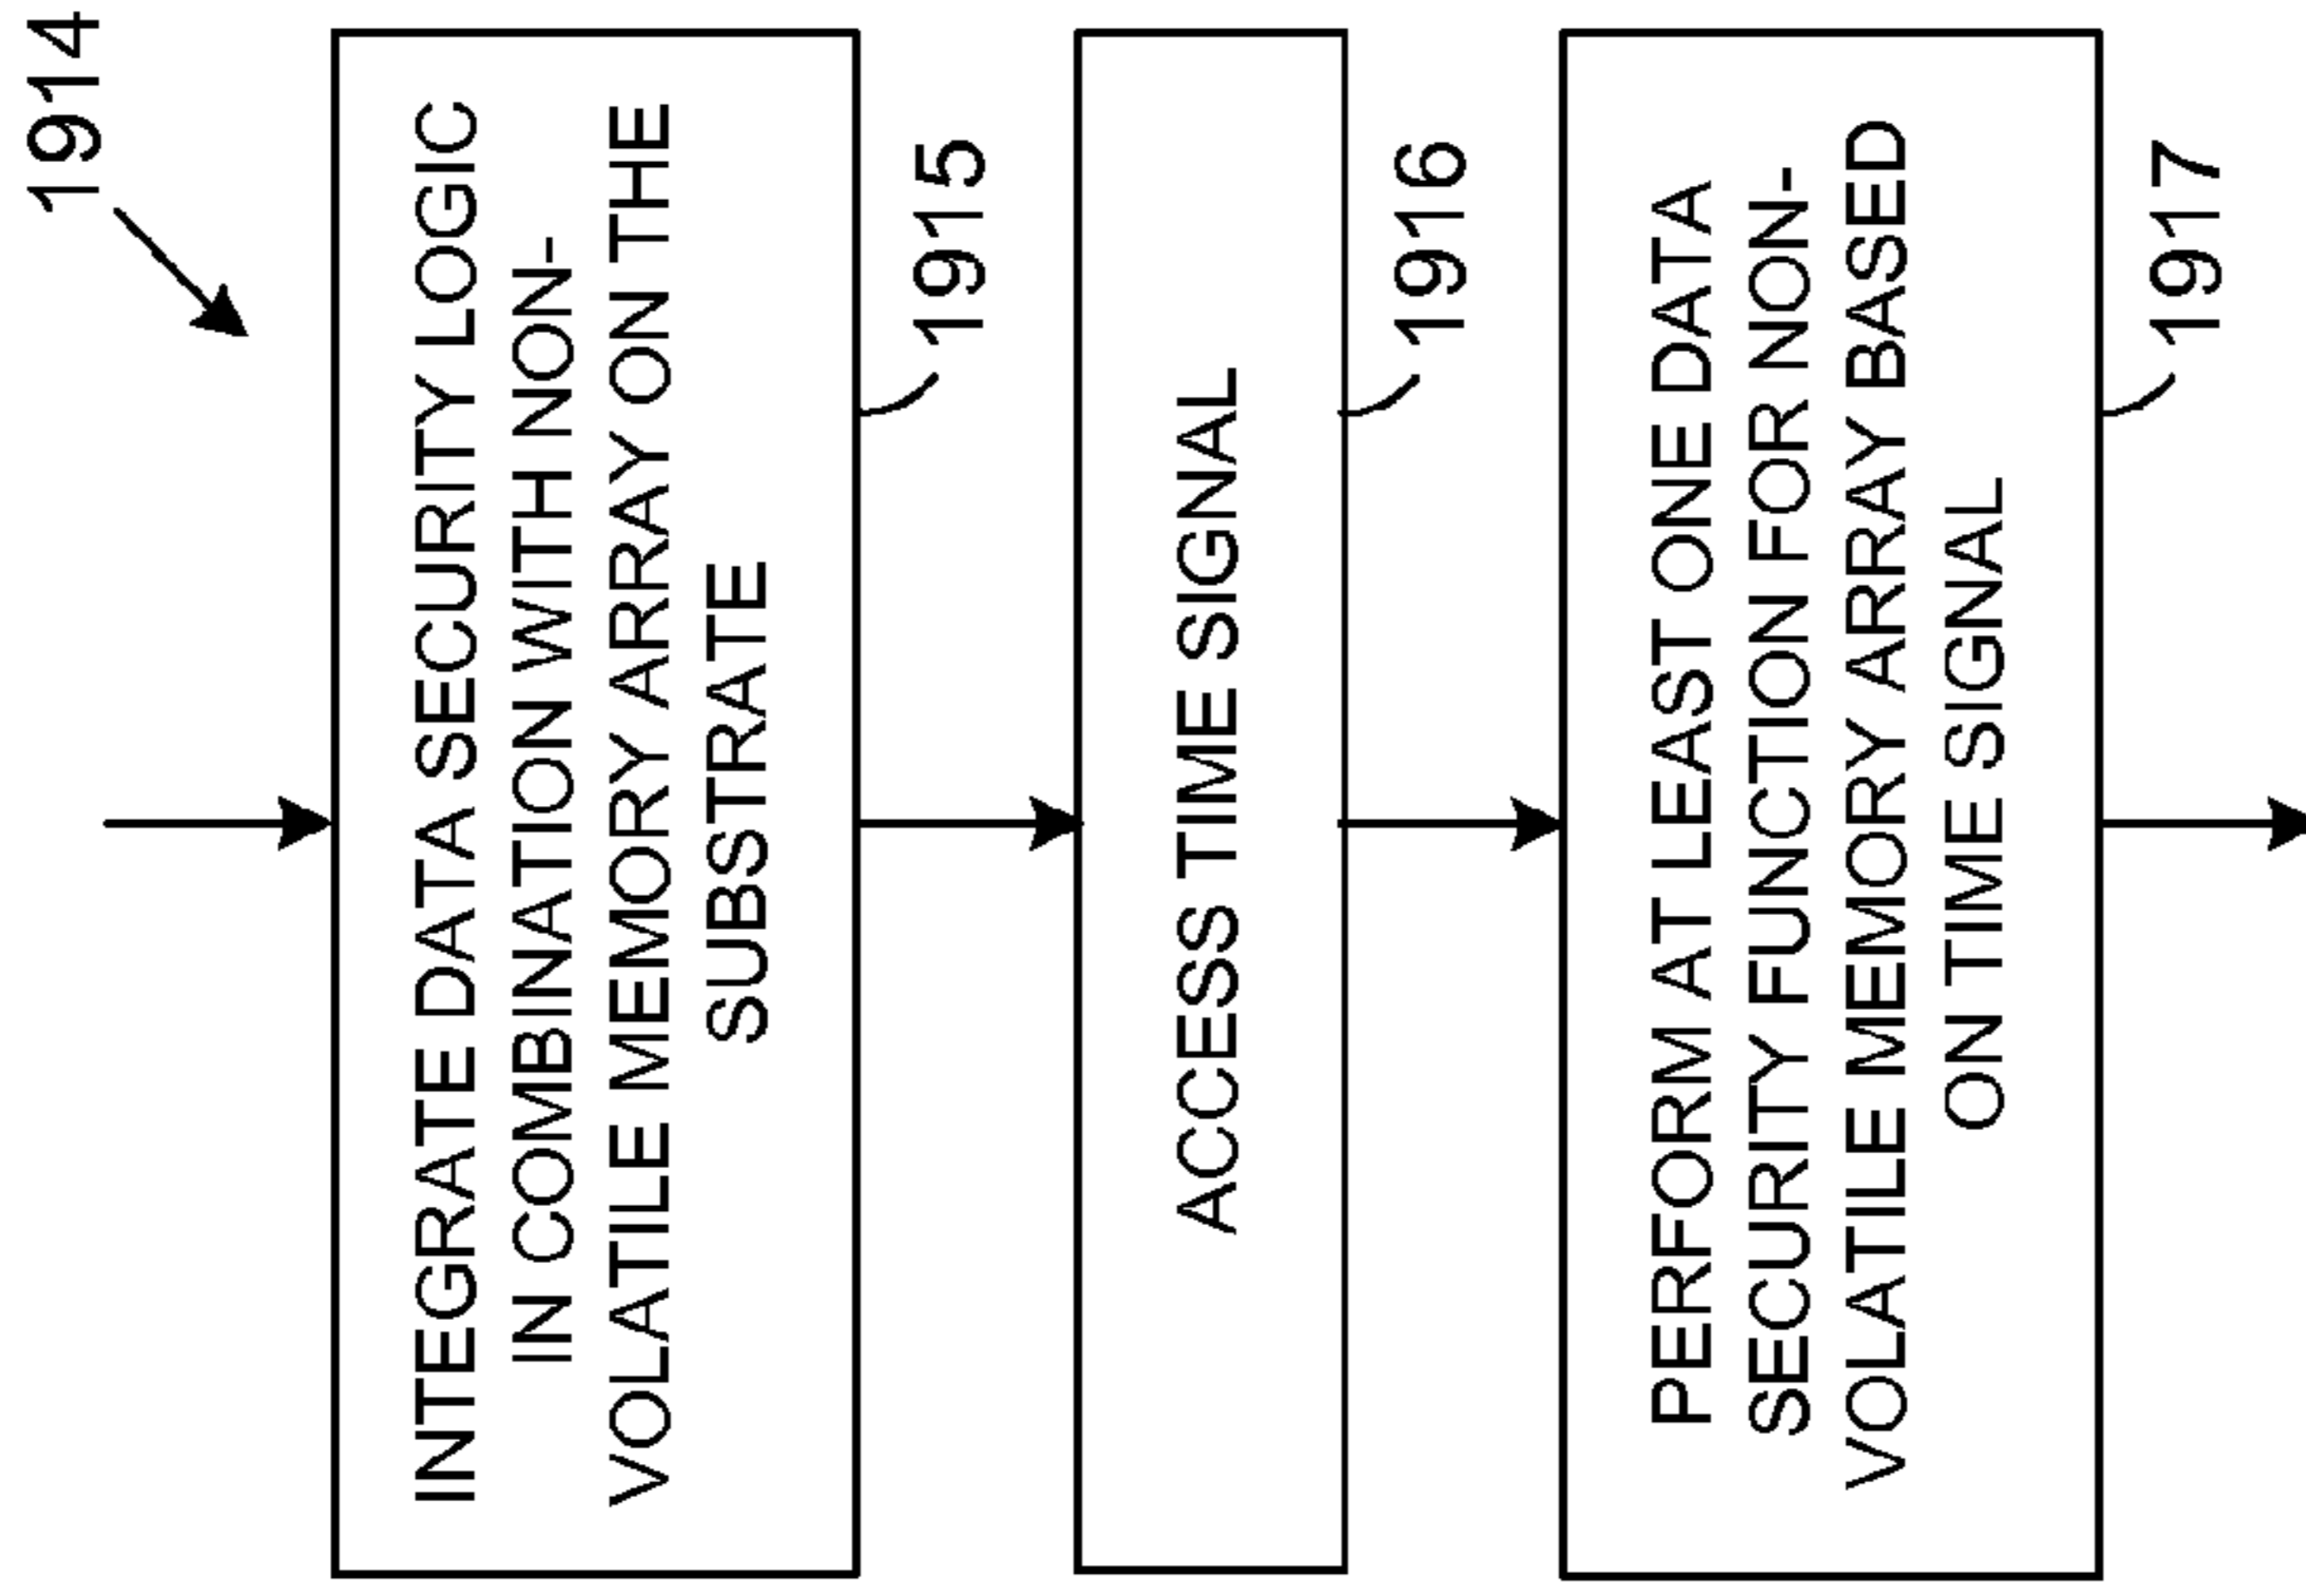 1914
INTEGRATE DATA SECURITY LOGIC
IN COMBINATION WITH NON-
VOLATILE MEMORY ARRAY ON THE
SUBSTRATE
1915
ACCESS TIME SIGNAL
1916
PERFORM AT LEAST ONE DATA
SECURITY FUNCTION FOR NON-
VOLATILE MEMORY ARRAY BASED
ON TIME SIGNAL
1917